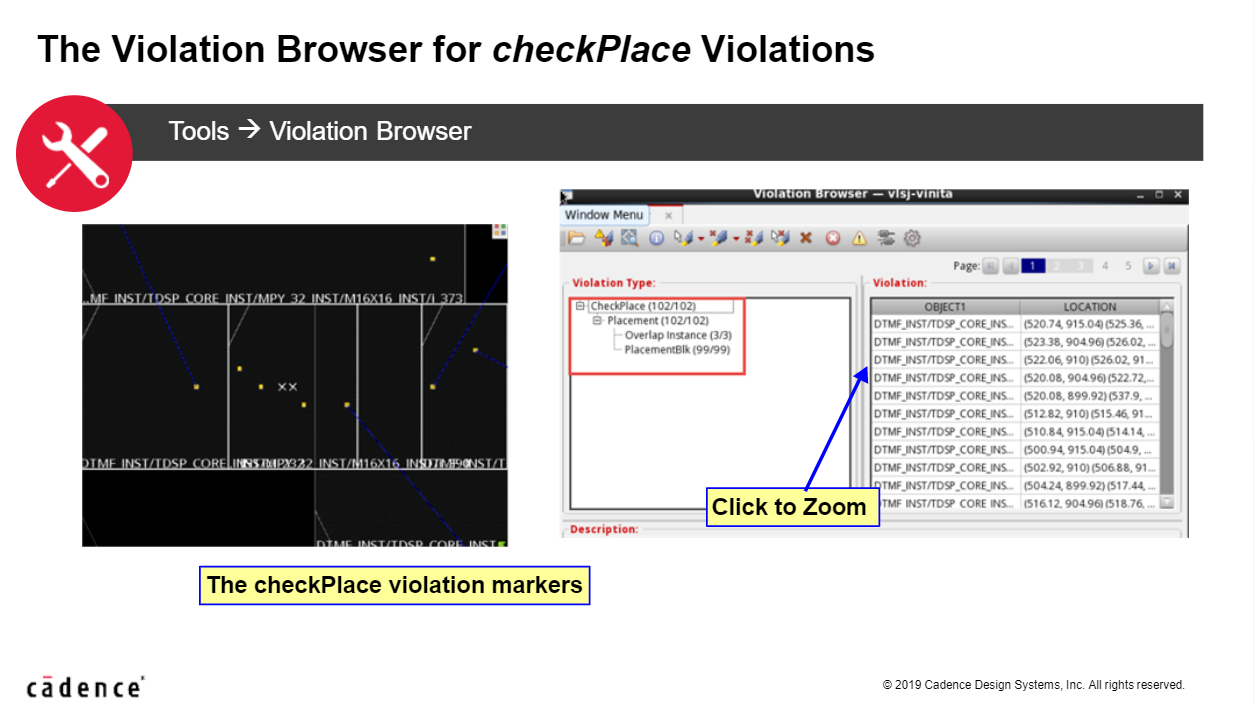 The Violation Browser for checkPlace Violations
Tools → Violation Browser
..MF INST/TDSP CORE INST/MPY 32 INST/M16X16 INST/I 373
The checkPlace violation markers
Violation Browser — vlsj-vinita
Window Menu
Page: 1 2 3 4 5
Violation Type:
CheckPlace (102/102)
Placement (102/102)
Overlap Instance (3/3)
PlacementBlk (99/99)
Violation:
OBJECT1 LOCATION
DTMF_INST/TDSP_CORE_INS... (520.74, 915.04) (525.36, ...
DTMF_INST/TDSP_CORE_INS... (523.38, 904.96) (526.02, ...
DTMF_INST/TDSP_CORE_INS... (522.06, 910) (526.02, 91...
DTMF_INST/TDSP_CORE_INS... (520.08, 904.96) (522.72,...
DTMF_INST/TDSP_CORE_INS... (520.08, 899.92) (537.9, ...
DTMF_INST/TDSP_CORE_INS... (512.82, 910) (515.46, 91...
DTMF_INST/TDSP_CORE_INS... (510.84, 915.04) (514.14, ...
DTMF_INST/TDSP_CORE_INS... (500.94, 915.04) (504.9, ...
DTMF_INST/TDSP_CORE_INS... (502.92, 910) (506.88, 91...
DTMF_INST/TDSP_CORE_INS... (504.24, 899.92) (517.44, ...
TMF INST/TDSP CORE INS... (516.12, 904.96) (518.76, ...
Click to Zoom
Description:
cādence
© 2019 Cadence Design Systems, Inc. All rights reserved.